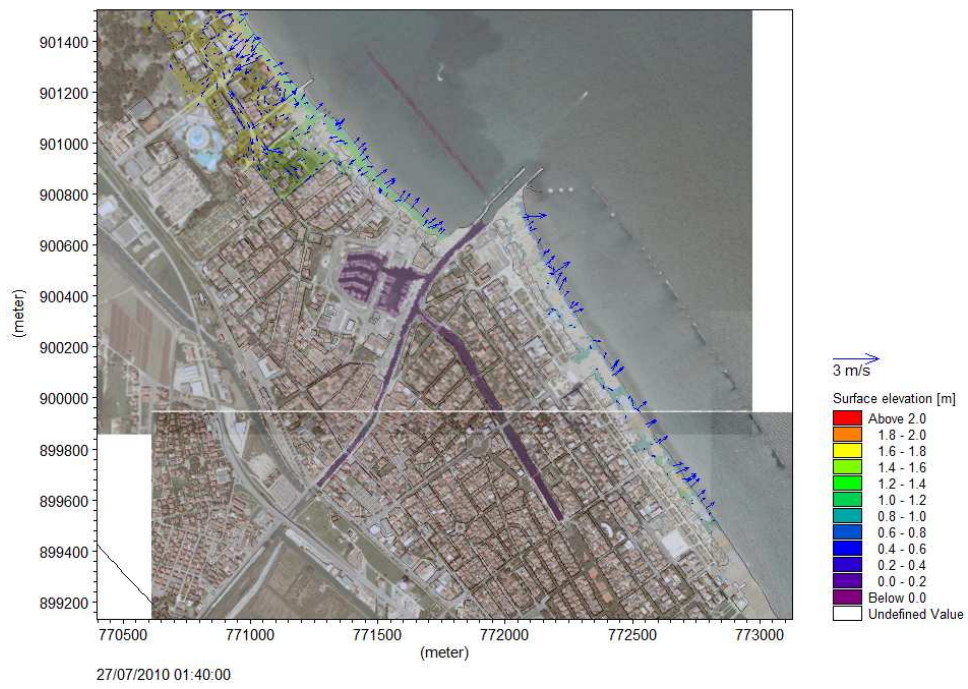 901400
901200
901000
900800
900600
900400
900200
900000
899800
899600
899400
899200
(meter)
770500 771000 771500 772000 772500 773000
(meter)
27/07/2010 01:40:00
3 m/s
Surface elevation [m]
Above 2.0
1.8 - 2.0
1.6 - 1.8
1.4 - 1.6
1.2 - 1.4
1.0 - 1.2
0.8 - 1.0
0.6 - 0.8
0.4 - 0.6
0.2 - 0.4
0.0 - 0.2
Below 0.0
Undefined Value